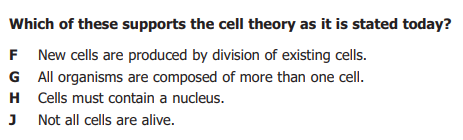 Which of these supports the cell theory as it is stated today?
F New cells are produced by division of existing cells.
G All organisms are composed of more than one cell.
H Cells must contain a nucleus.
J Not all cells are alive.